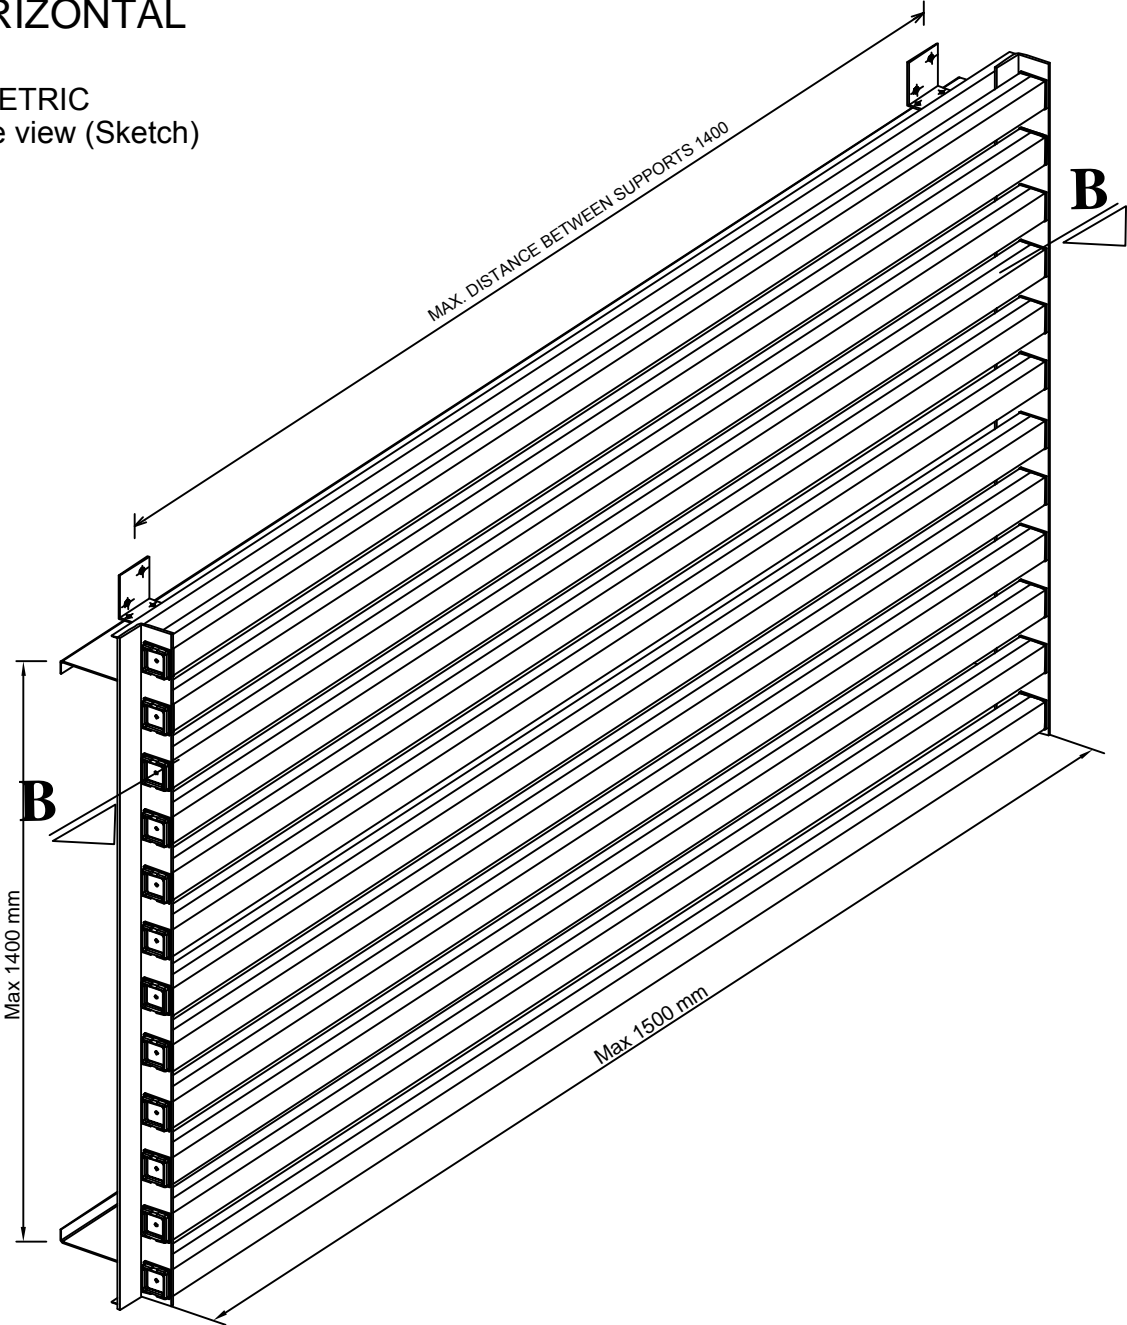 RIZONTAL
ETRIC
e view (Sketch)
MAX. DISTANCE BETWEEN SUPPORTS 1400
B
B
Max 1400 mm
Max 1500 mm